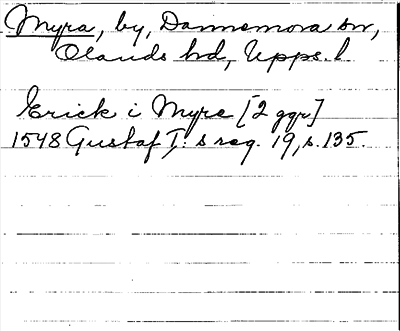 Myra, by, Dannemora sn,
Olands hd, Upps. l.
Erick i Myre [2 ggr]
1548 Gustaf I:s reg. 19, s. 135.